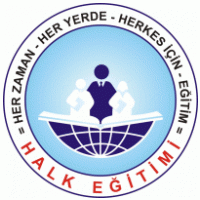 = HER ZAMAN - HER YERDE - HERKES İÇİN - EĞİTİM =
HALK EĞİTİMİ